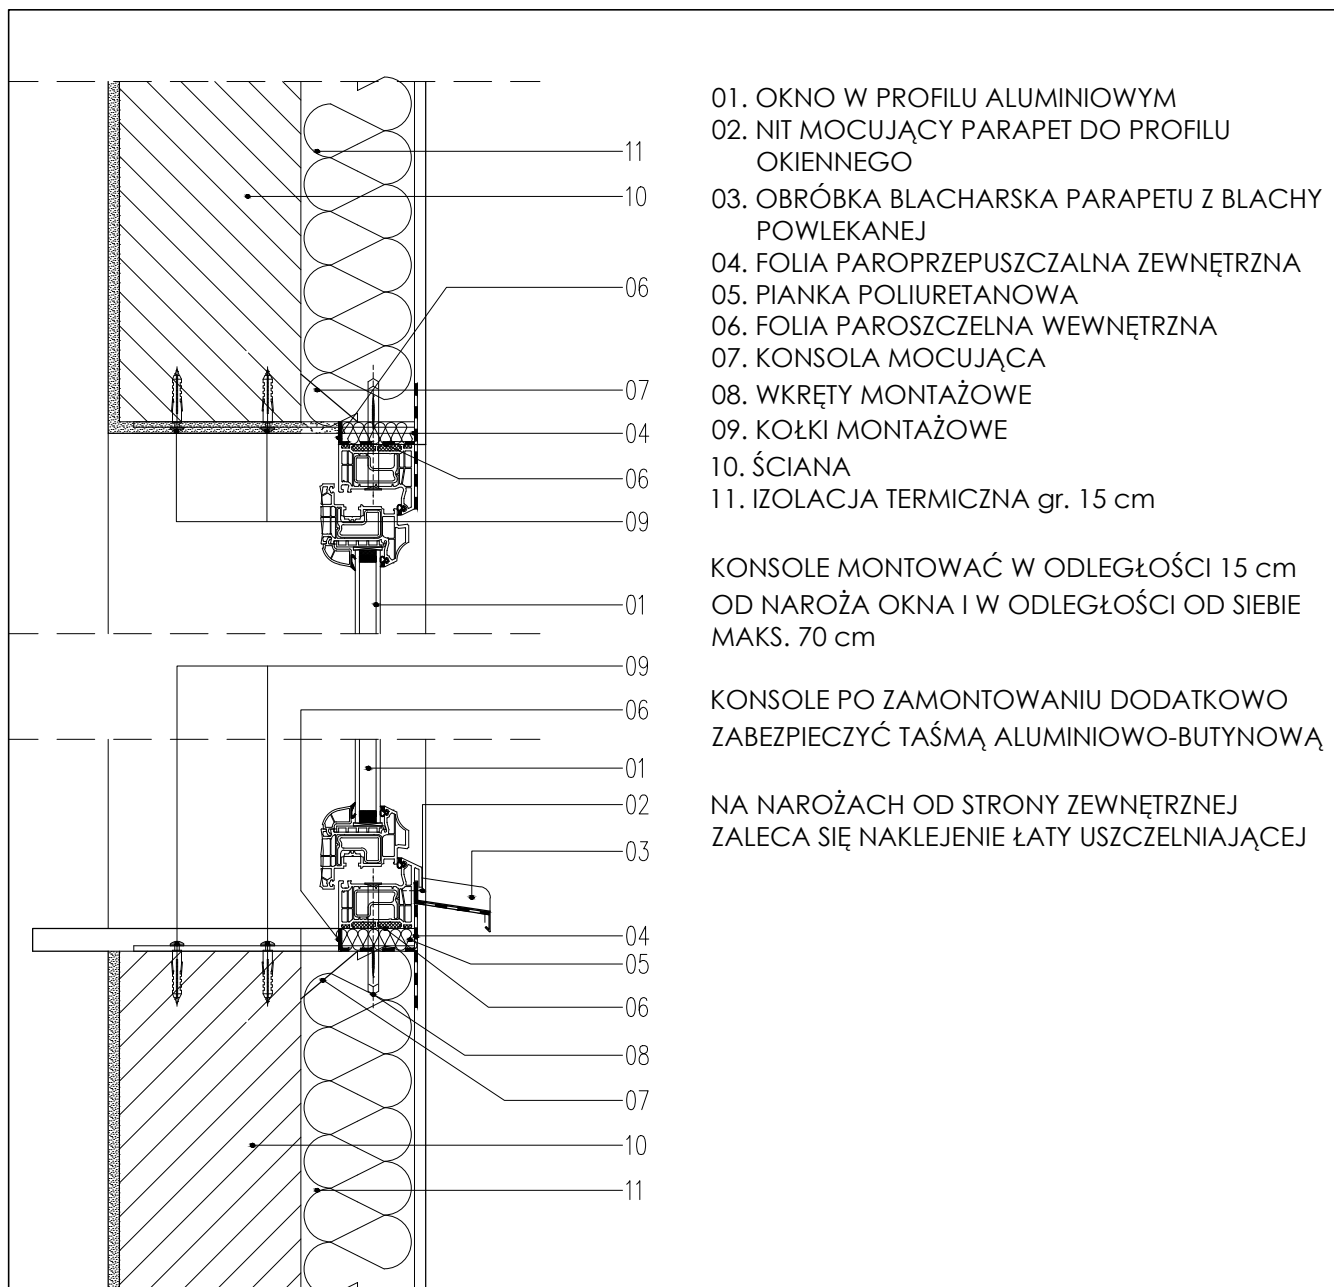 01. OKNO W PROFILU ALUMINIOWYM
02. NIT MOCUJĄCY PARAPET DO PROFILU
OKIENNEGO
03. OBRÓBKA BLACHARSKA PARAPETU Z BLACHY
POWLEKANEJ
04. FOLIA PAROPRZEPUSZCZALNA ZEWNĘTRZNA
05. PIANKA POLIURETANOWA
06. FOLIA PAROSZCZELNA WEWNĘTRZNA
07. KONSOLA MOCUJĄCA
08. WKRĘTY MONTAŻOWE
09. KOŁKI MONTAŻOWE
10. ŚCIANA
11. IZOLACJA TERMICZNA gr. 15 cm
KONSOLE MONTOWAĆ W ODLEGŁOŚCI 15 cm
OD NAROŻA OKNA I W ODLEGŁOŚCI OD SIEBIE
MAKS. 70 cm
KONSOLE PO ZAMONTOWANIU DODATKOWO
ZABEZPIECZYĆ TAŚMĄ ALUMINIOWO-BUTYNOWĄ
NA NAROŻACH OD STRONY ZEWNĘTRZNEJ
ZALECA SIĘ NAKLEJENIE ŁATY USZCZELNIAJĄCEJ
11
10
06
07
04
06
09
01
09
06
01
02
03
04
05
06
08
07
10
11